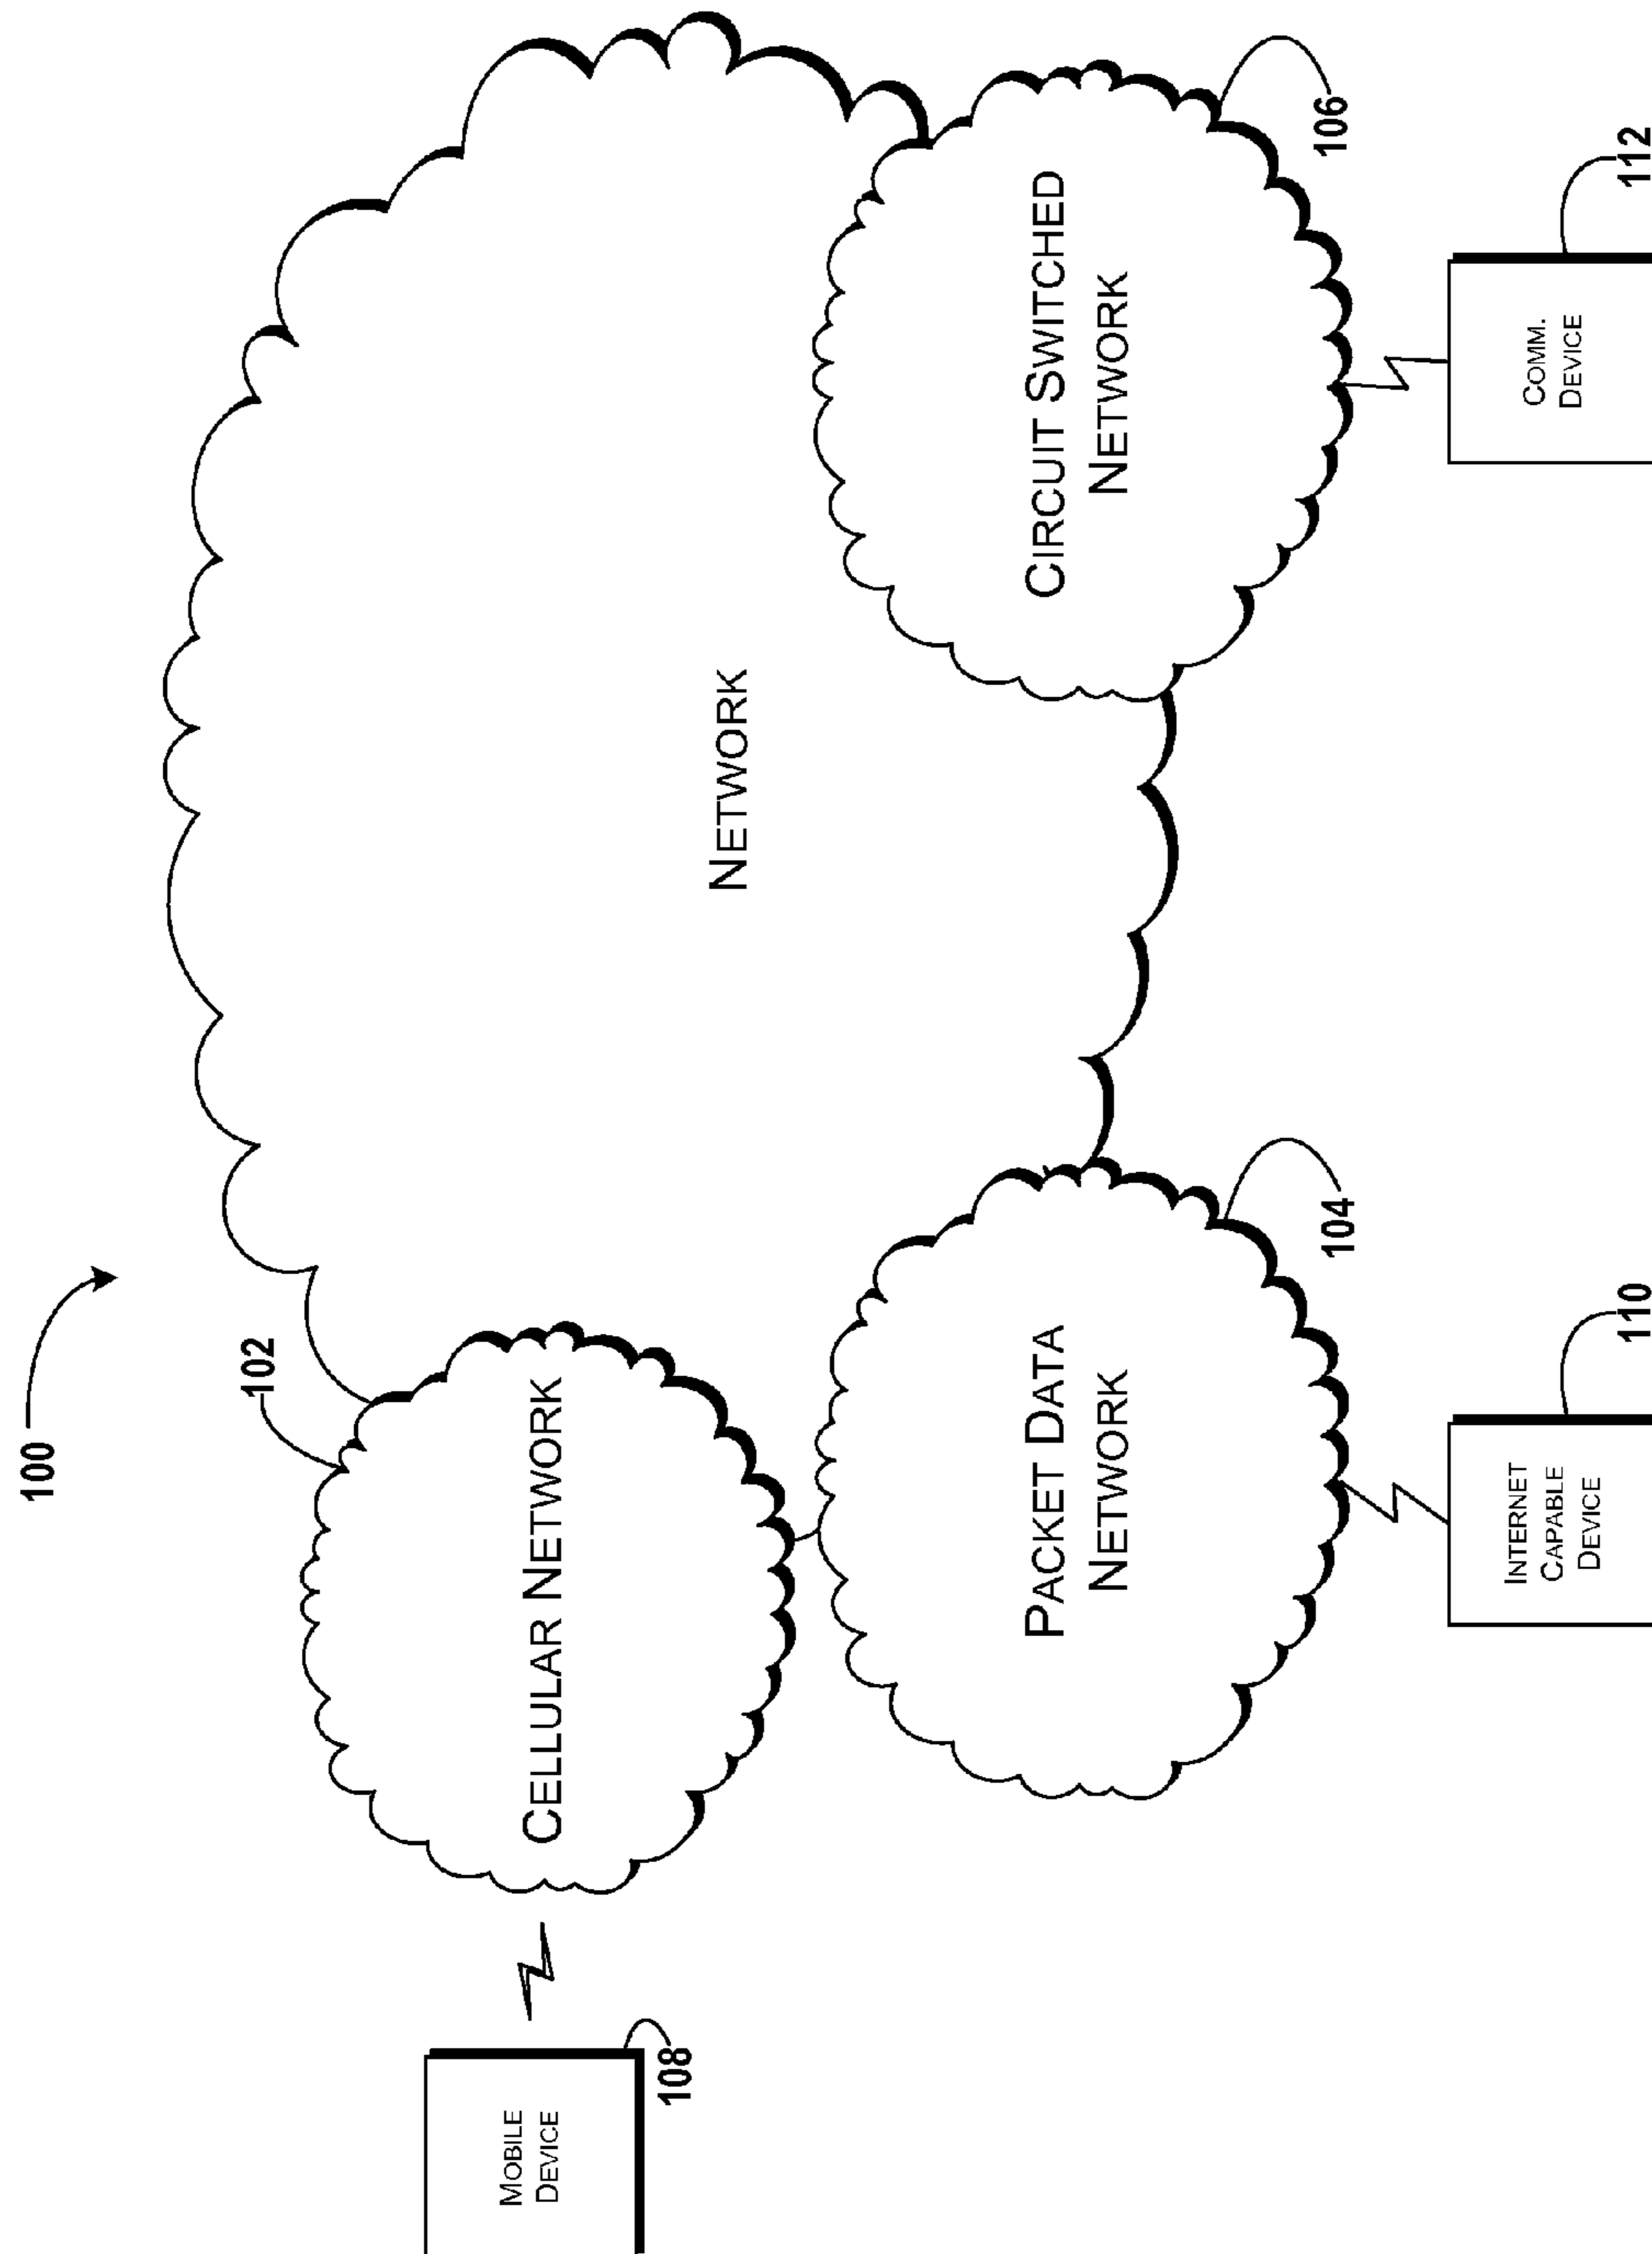 100
102
CELLULAR NETWORK
MOBILE
DEVICE
108
NETWORK
PACKET DATA
NETWORK
104
CIRCUIT SWITCHED
NETWORK
106
INTERNET
CAPABLE
DEVICE
110
COMM.
DEVICE
112